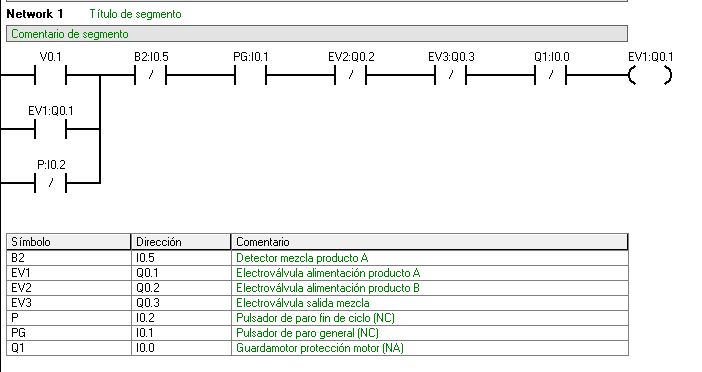 Network 1 Título de segmento
Comentario de segmento
V0.1 B2:I0.5 PG:I0.1 EV2:Q0.2 EV3:Q0.3 Q1:I0.0 EV1:Q0.1
EV1:Q0.1
P:I0.2
Símbolo Dirección Comentario
B2 I0.5 Detector mezcla producto A
EV1 Q0.1 Electroválvula alimentación producto A
EV2 Q0.2 Electroválvula alimentación producto B
EV3 Q0.3 Electroválvula salida mezcla
P I0.2 Pulsador de paro fin de ciclo (NC)
PG I0.1 Pulsador de paro general (NC)
Q1 I0.0 Guardamotor protección motor (NA)